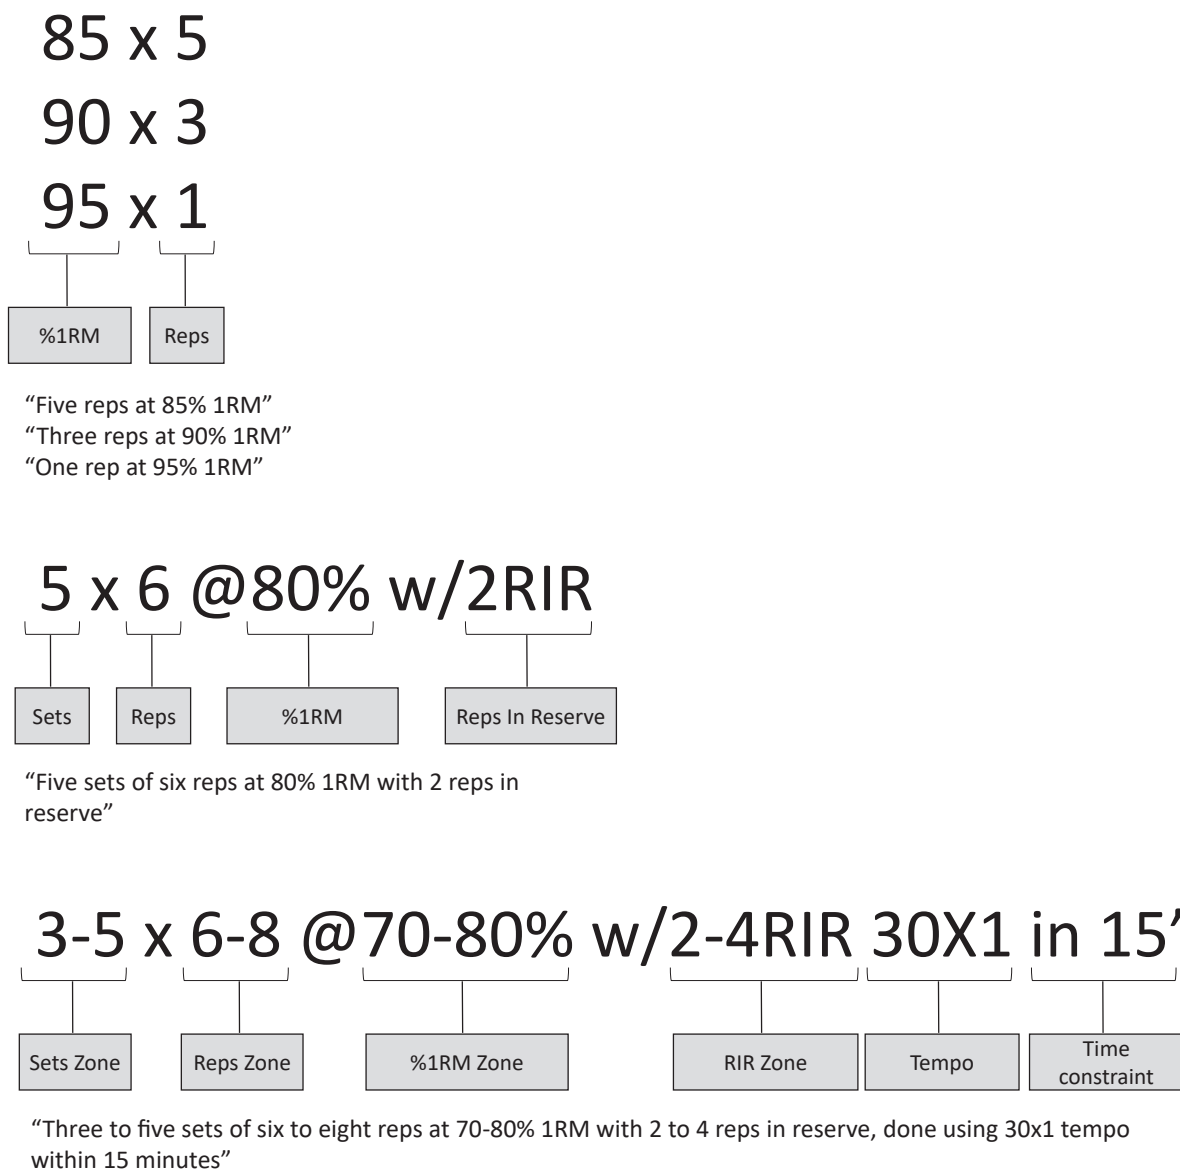 85 x 5
90 x 3
95 x 1
%1RM Reps
“Five reps at 85% 1RM”
“Three reps at 90% 1RM”
“One rep at 95% 1RM”
5 x 6 @80% w/2RIR
Sets Reps %1RM Reps In Reserve
“Five sets of six reps at 80% 1RM with 2 reps in
reserve”
3-5 x 6-8 @70-80% w/2-4RIR 30X1 in 15’
Sets Zone Reps Zone %1RM Zone RIR Zone Tempo Time
constraint
“Three to five sets of six to eight reps at 70-80% 1RM with 2 to 4 reps in reserve, done using 30x1 tempo
within 15 minutes”